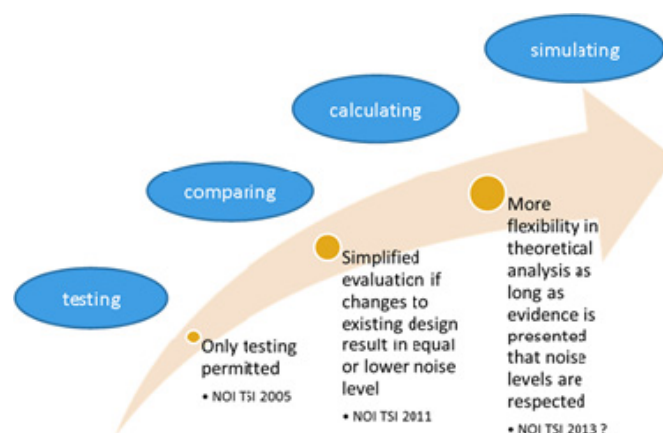 simulating
calculating
comparing
testing
Only testing
permitted
• NOI TSI 2005
Simplified
evaluation if
changes to
existing design
result in equal
or lower noise
level
• NOI TSI 2011
More
flexibility in
theoretical
analysis as
long as
evidence is
presented
that noise
levels are
respected
• NOI TSI 2013 ?